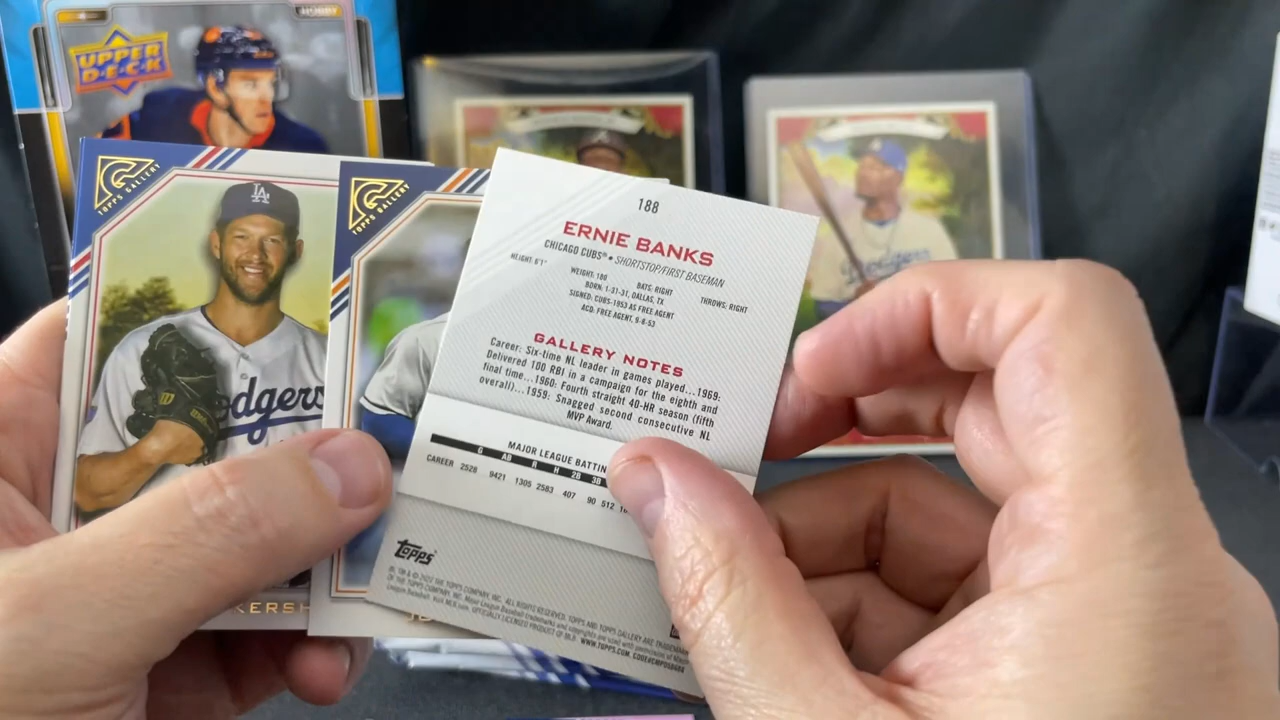 UPPER
D·E·C·K
TOPPS GALLERY
LA
Dodgers
KERSH
TOPPS GALLERY
188
ERNIE BANKS
CHICAGO CUBS® • SHORTSTOP/FIRST BASEMAN
HEIGHT: 6'1" WEIGHT: 180 BATS: RIGHT THROWS: RIGHT
BORN: 1-31-31, DALLAS, TX
SIGNED: CUBS-1953 AS FREE AGENT
ACQ: FREE AGENT, 9-8-53
GALLERY NOTES
Career: Six-time NL leader in games played...1969:
Delivered 100 RBI in a campaign for the eighth and
final time...1960: Fourth straight 40-HR season (fifth
overall)...1959: Snagged second consecutive NL
MVP Award.
MAJOR LEAGUE BATTIN
G AB R H 2B 3B
CAREER 2528 9421 1305 2583 407 90 512
Topps
®, TM & © 2022 THE TOPPS COMPANY, INC. ALL RIGHTS RESERVED. TOPPS AND TOPPS GALLERY ARE TRADEMARKS
OF THE TOPPS COMPANY, INC. Major League Baseball trademarks and copyrights are used with permission of Major
League Baseball. Visit MLB.com. OFFICIALLY LICENSED PRODUCT OF MLB.
WWW.TOPPS.COM.
Dodgers